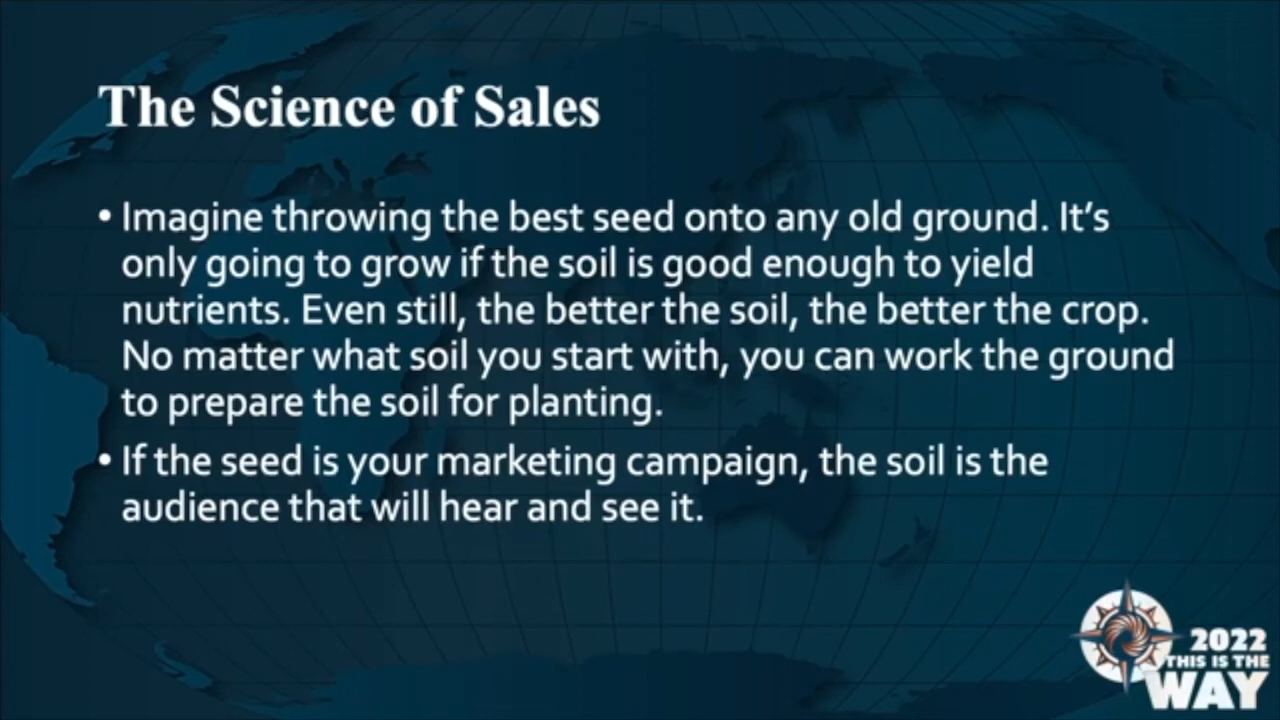 The Science of Sales
• Imagine throwing the best seed onto any old ground. It’s
only going to grow if the soil is good enough to yield
nutrients. Even still, the better the soil, the better the crop.
No matter what soil you start with, you can work the ground
to prepare the soil for planting.
• If the seed is your marketing campaign, the soil is the
audience that will hear and see it.
2022
THIS IS THE
WAY